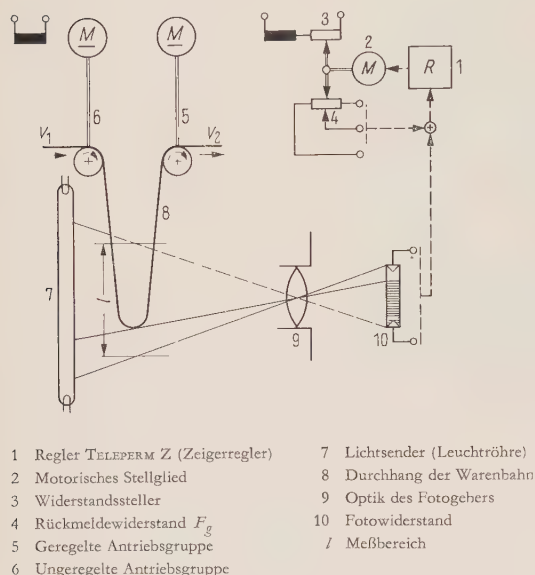 M
M
3
2
M
R
1
4
6
5
V1
V2
8
7
l
9
10
1 Regler TELEPERM Z (Zeigerregler)
2 Motorisches Stellglied
3 Widerstandssteller
4 Rückmeldewiderstand Fg
5 Geregelte Antriebsgruppe
6 Ungeregelte Antriebsgruppe
7 Lichtsender (Leuchtröhre)
8 Durchhang der Warenbahn
9 Optik des Fotogebers
10 Fotowiderstand
l Meßbereich